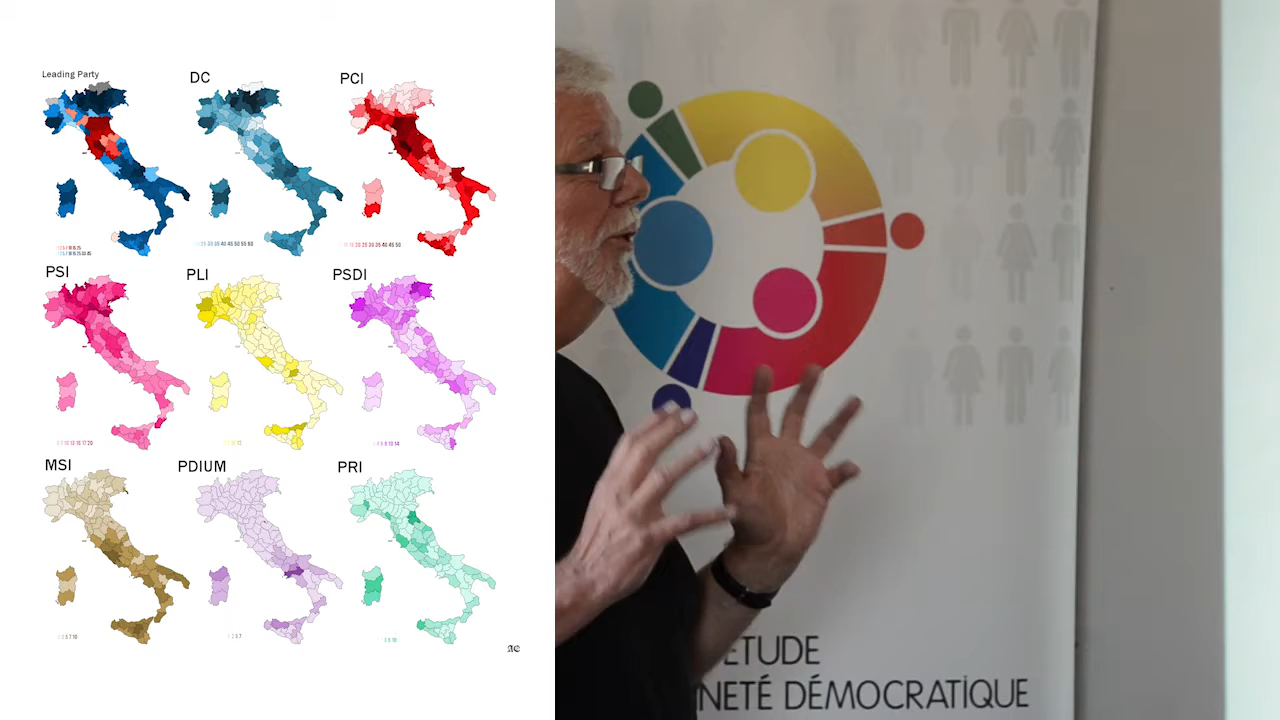 Leading Party
DC
PCI
PSI
PLI
PSDI
MSI
PDIUM
PRI
ETUDE
NETÉ DÉMOCRATIQUE